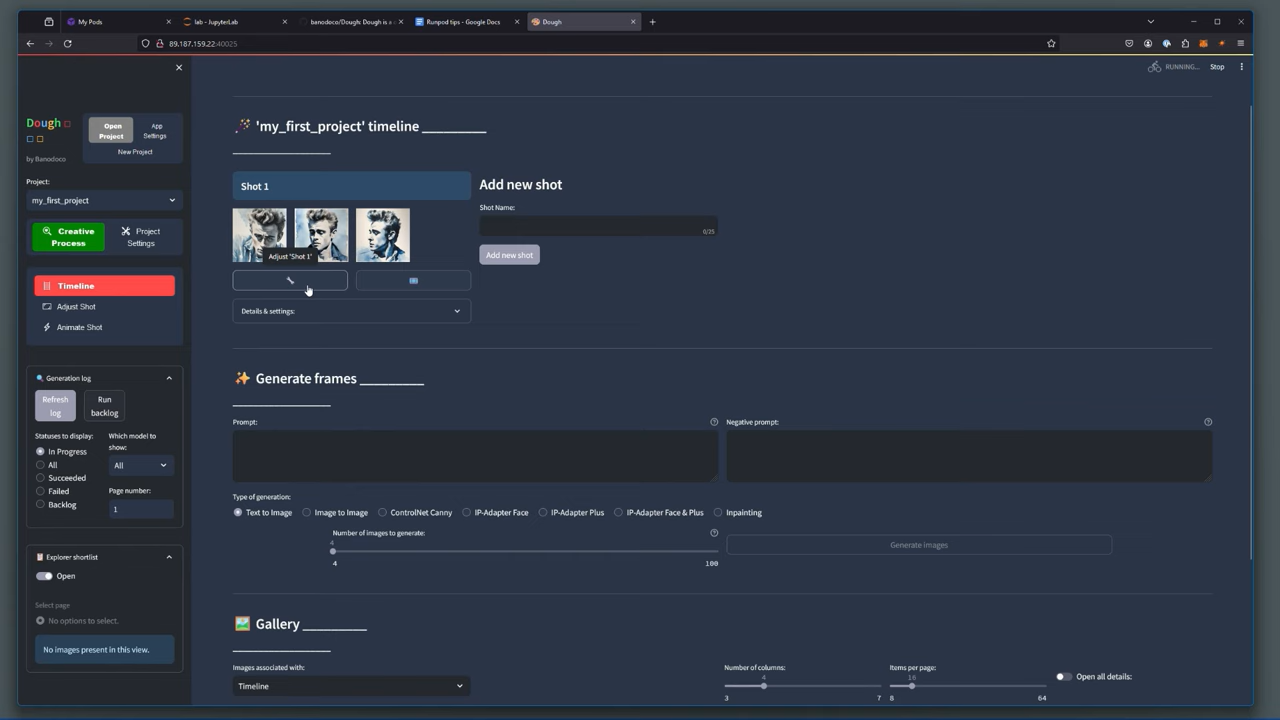 My Pods
lab - JupyterLab
banodoco/Dough: Dough is a
Runpod tips - Google Docs
Dough
89.187.159.22:40025
RUNNING...
Stop
Dough
by Banodoco
Open Project
App Settings
New Project
Project:
my_first_project
Creative Process
Project Settings
Timeline
Adjust Shot
Animate Shot
Generation log
Refresh log
Run backlog
Statuses to display:
In Progress
All
Succeeded
Failed
Backlog
Which model to show:
All
Page number:
1
Explorer shortlist
Open
Select page
No options to select.
No images present in this view.
'my_first_project' timeline _________
_________________
Shot 1
Adjust 'Shot 1'
Details & settings:
Add new shot
Shot Name:
0/25
Add new shot
Generate frames _________
_________________
Prompt:
Negative prompt:
Type of generation:
Text to Image
Image to Image
ControlNet Canny
IP-Adapter Face
IP-Adapter Plus
IP-Adapter Face & Plus
Inpainting
Number of images to generate:
4
4
100
Generate images
Gallery _________
_________________
Images associated with:
Timeline
Number of columns:
4
3
7
Items per page:
16
8
64
Open all details: